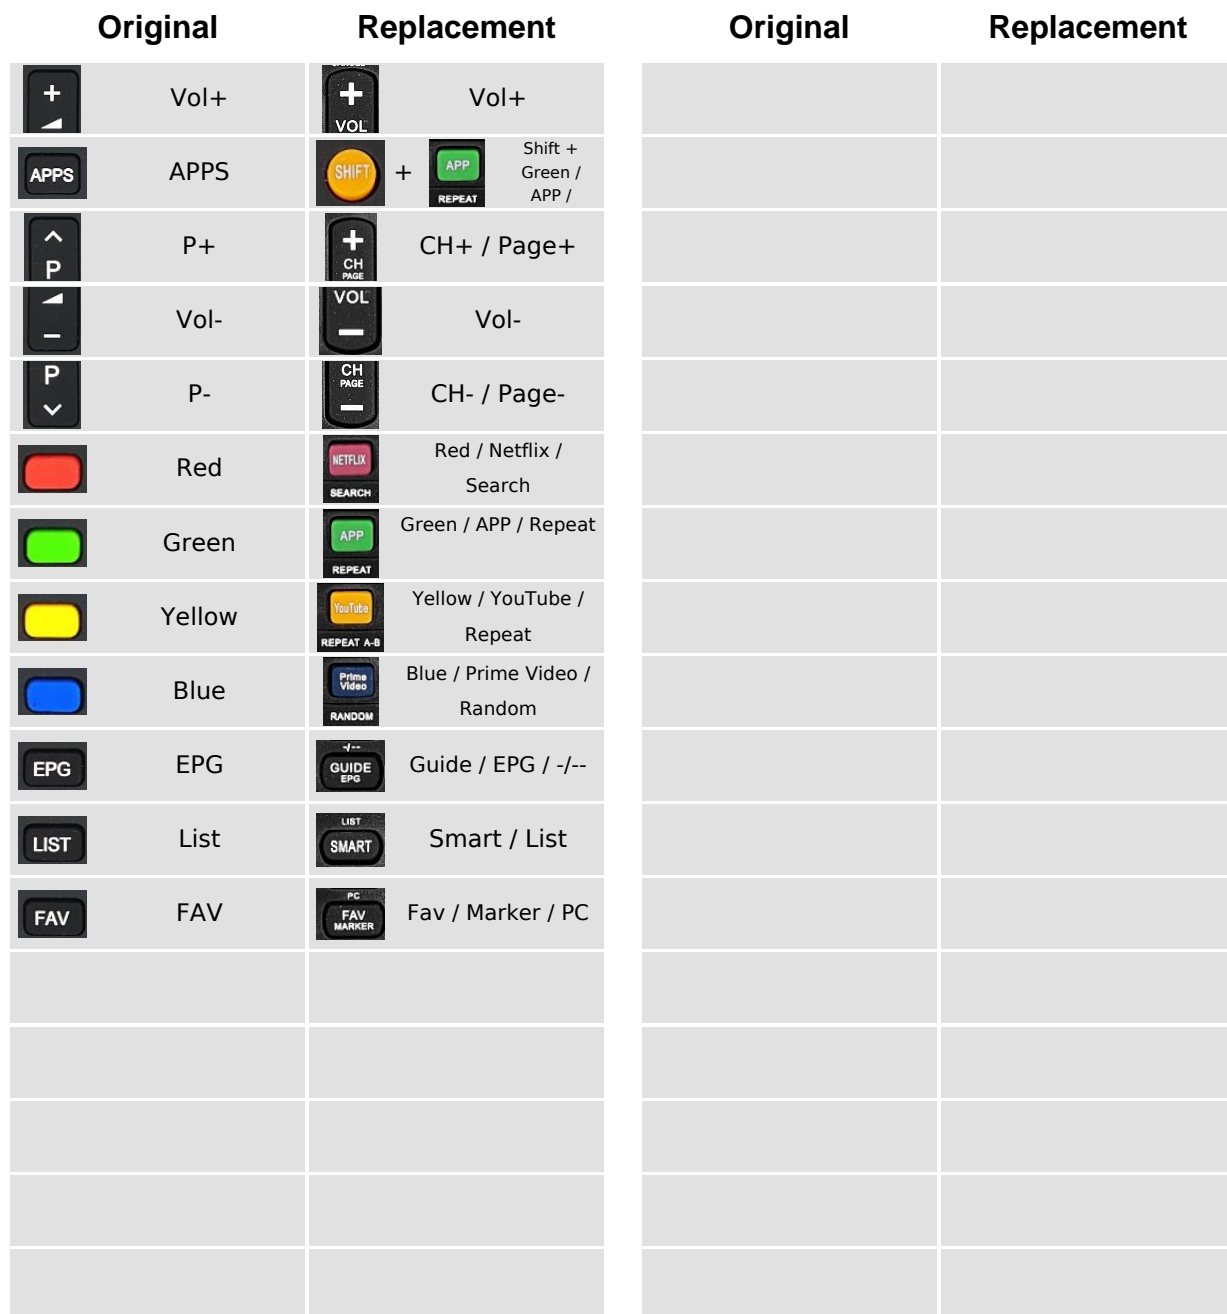 Original Replacement Original Replacement
+ Vol+ + VOL Vol+
APPS APPS SHIFT + APP REPEAT Shift +
Green /
APP /
P P+ + CH PAGE CH+ / Page+
– Vol- VOL – Vol-
P P- CH PAGE – CH- / Page-
Red NETFLIX SEARCH Red / Netflix /
Search
Green APP REPEAT Green / APP / Repeat
Yellow YouTube REPEAT A-B Yellow / YouTube /
Repeat
Blue Prime Video RANDOM Blue / Prime Video /
Random
EPG EPG -/-- GUIDE EPG Guide / EPG / -/--
LIST List LIST SMART Smart / List
FAV FAV PC FAV MARKER Fav / Marker / PC